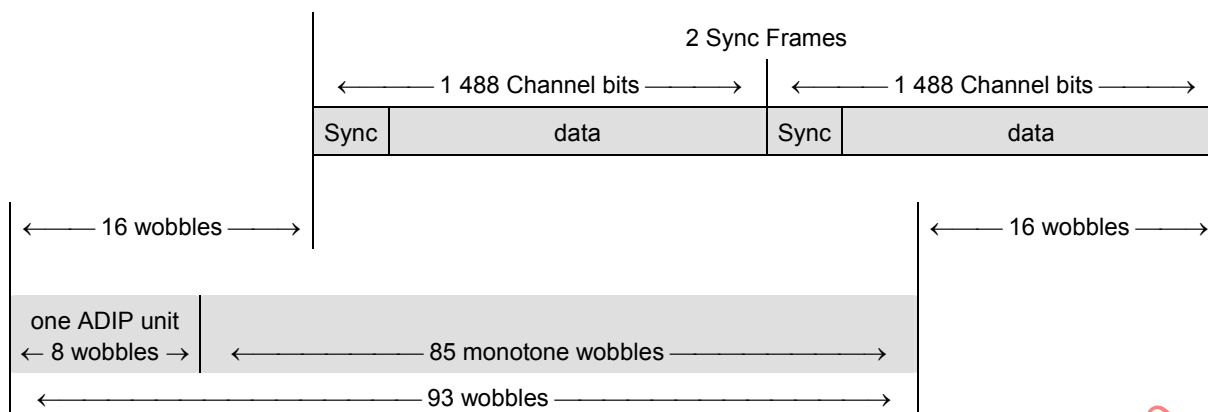 2 Sync Frames
← 1 488 Channel bits → ← 1 488 Channel bits →
Sync data Sync data
← 16 wobbles → ← 16 wobbles →
one ADIP unit
← 8 wobbles → ← 85 monotone wobbles →
← 93 wobbles →